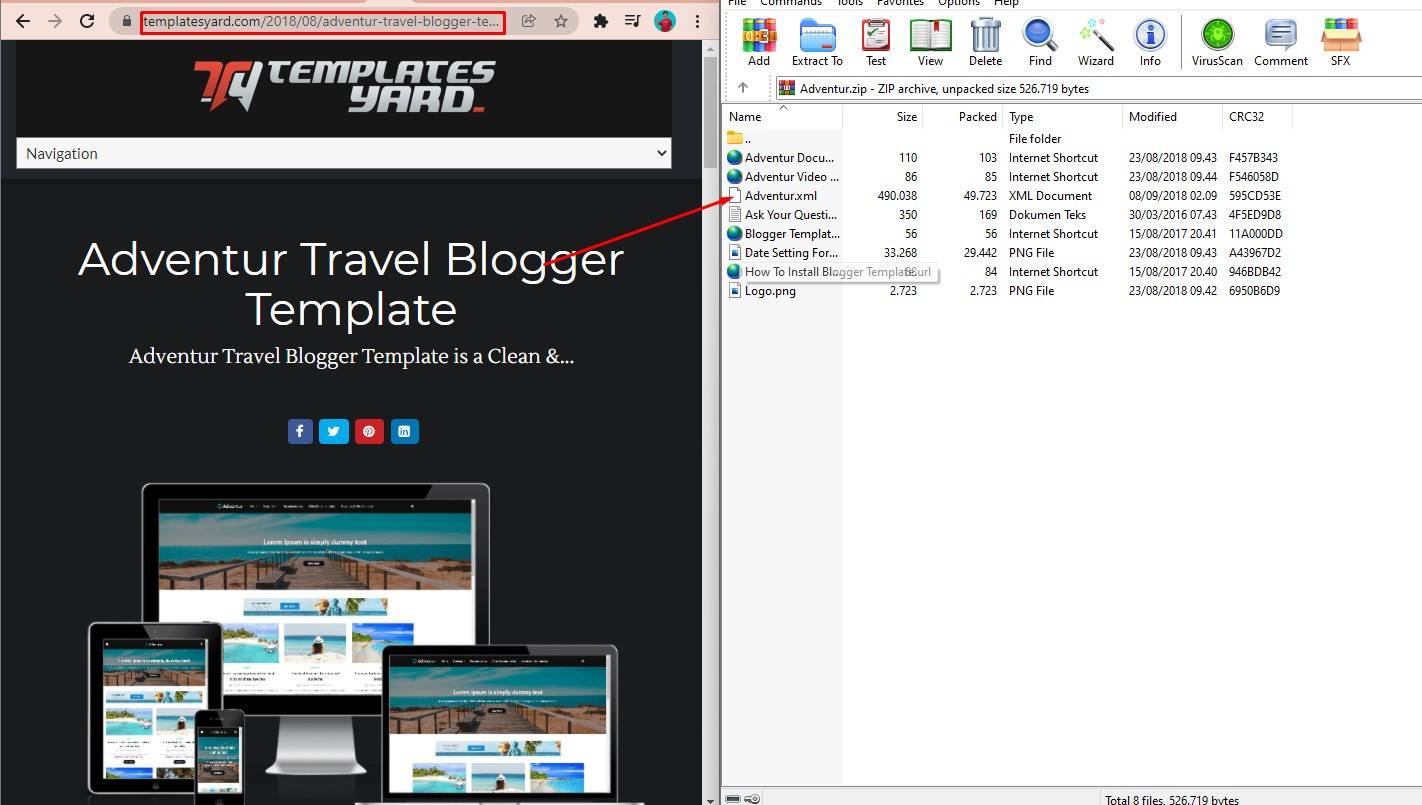 templatesyard.com/2018/08/adventur-travel-blogger-te...
TEMPLATES
YARD_
Navigation
Adventur Travel Blogger
Template
Adventur Travel Blogger Template is a Clean &...
Lorem Ipsum is simply dummy text
Lorem Ipsum is simply dummy text
File Commands Tools Favorites Options Help
Add Extract To Test View Delete Find Wizard Info VirusScan Comment SFX
Adventur.zip - ZIP archive, unpacked size 526.719 bytes
Name Size Packed Type Modified CRC32
.. File folder
Adventur Docu... 110 103 Internet Shortcut 23/08/2018 09.43 F457B343
Adventur Video ... 86 85 Internet Shortcut 23/08/2018 09.44 F546058D
Adventur.xml 490.038 49.723 XML Document 08/09/2018 02.09 595CD53E
Ask Your Questi... 350 169 Dokumen Teks 30/03/2016 07.43 4F5ED9D8
Blogger Templat... 56 56 Internet Shortcut 15/08/2017 20.41 11A000DD
Date Setting For... 33.268 29.442 PNG File 23/08/2018 09.43 A43967D2
How To Install Blogger Template.url 84 Internet Shortcut 15/08/2017 20.40 946BDB42
Logo.png 2.723 2.723 PNG File 23/08/2018 09.42 6950B6D9
Total 8 files, 526.719 bytes